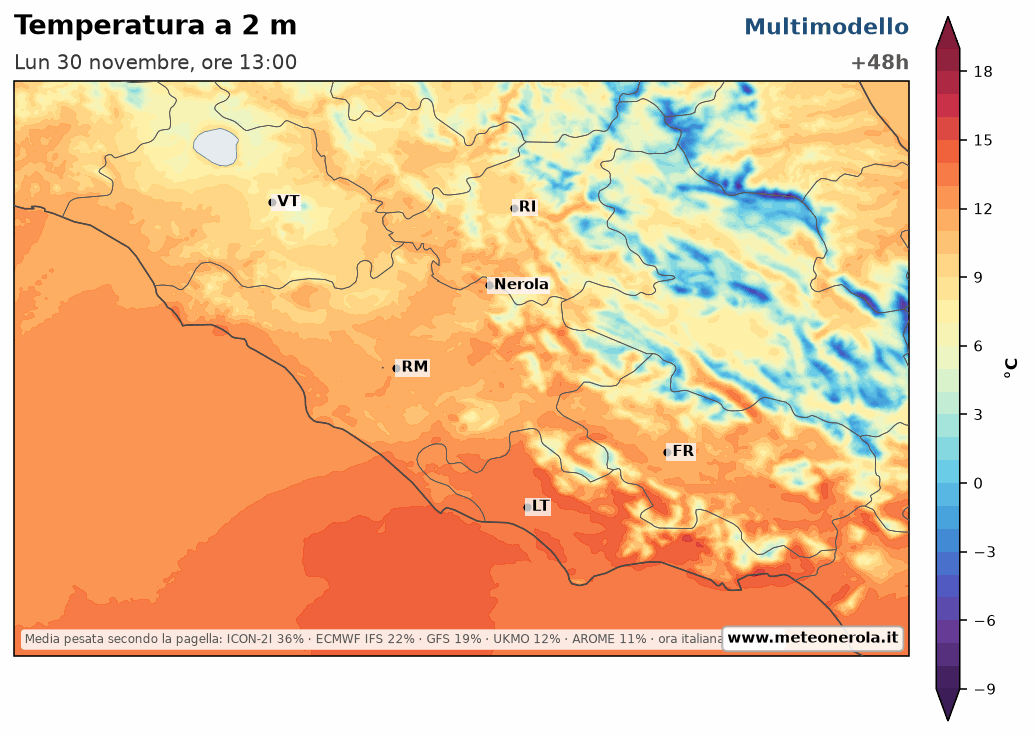 Temperatura a 2 m
Multimodello
Lun 30 novembre, ore 13:00
+48h
18
15
12
9
6
3
0
−3
−6
−9
°C
VT
RI
Nerola
RM
FR
LT
Media pesata secondo la pagella: ICON-2I 36% · ECMWF IFS 22% · GFS 19% · UKMO 12% · AROME 11% · ora italiana
www.meteonerola.it